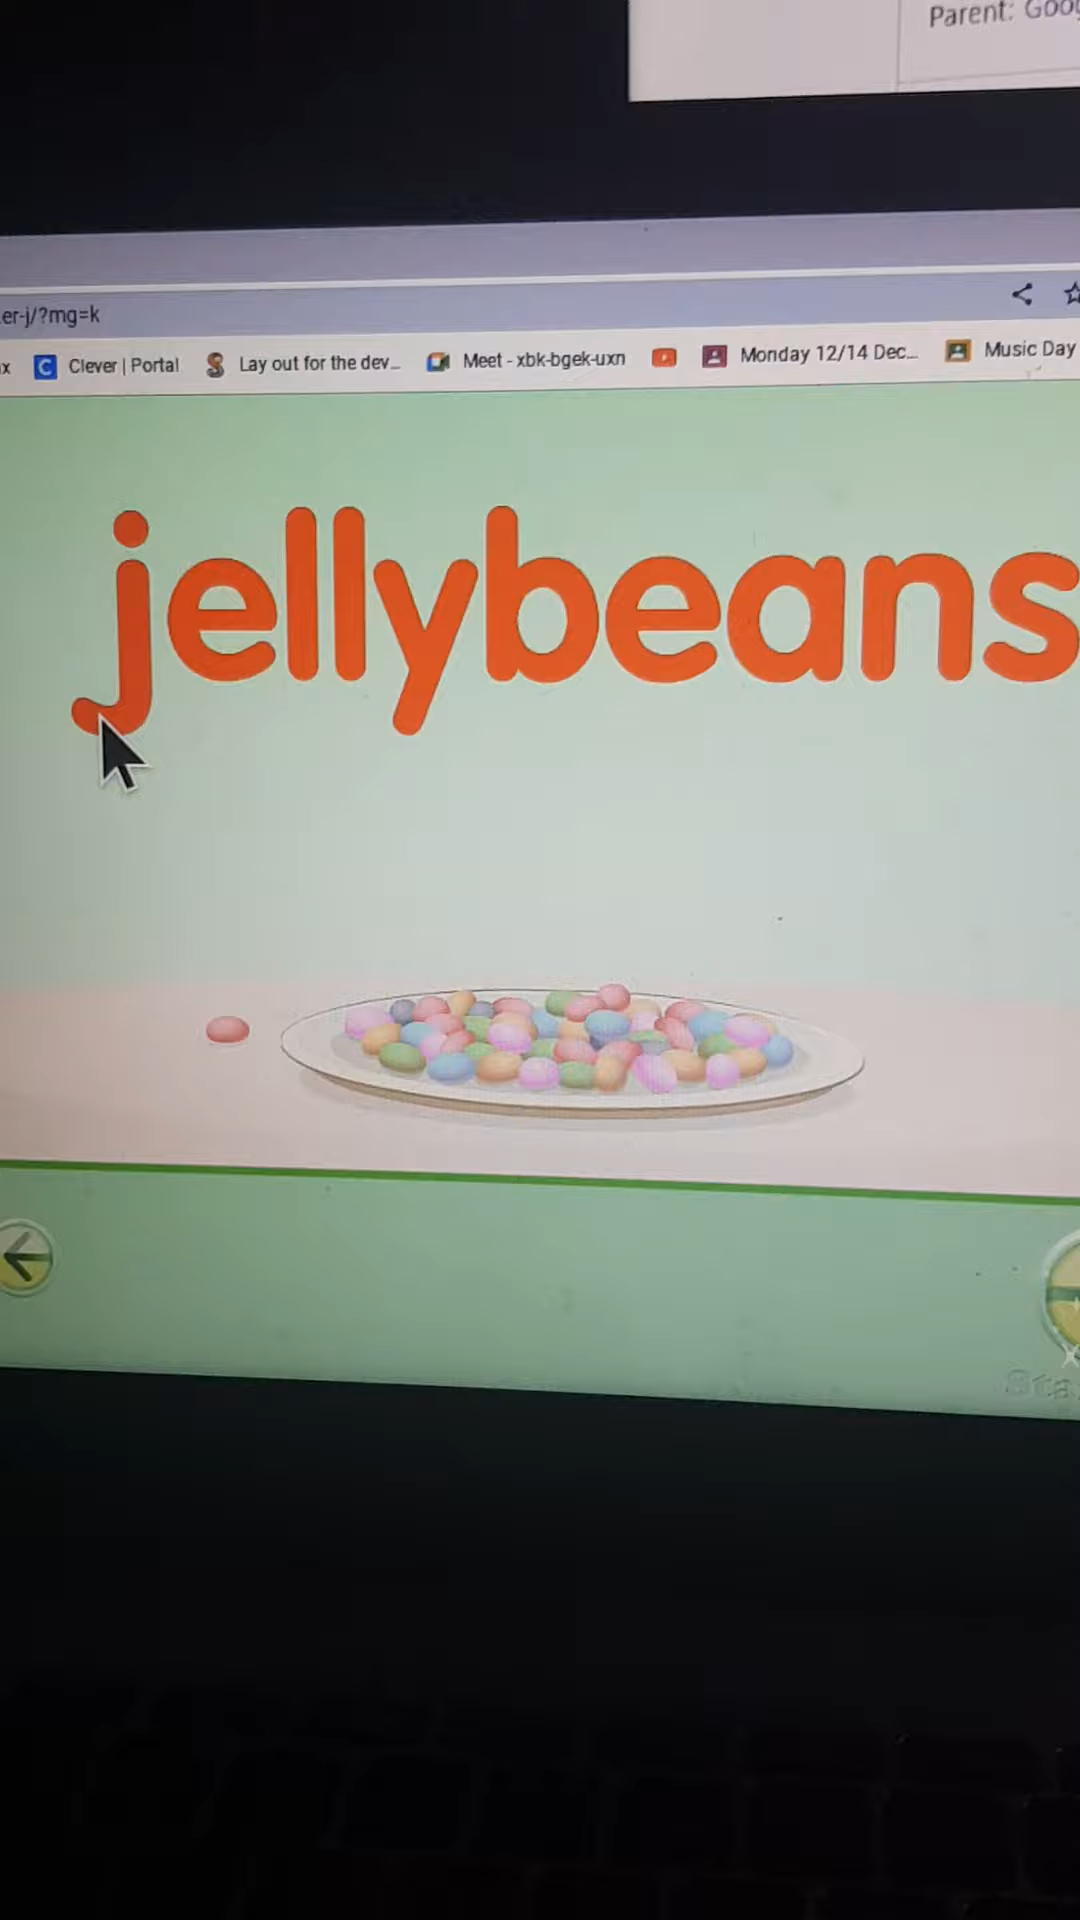 Parent: Goo
er-j/?mg=k
x Clever | Portal Lay out for the dev... Meet - xbk-bgek-uxn Monday 12/14 Dec... Music Day
jellybeans
Sta